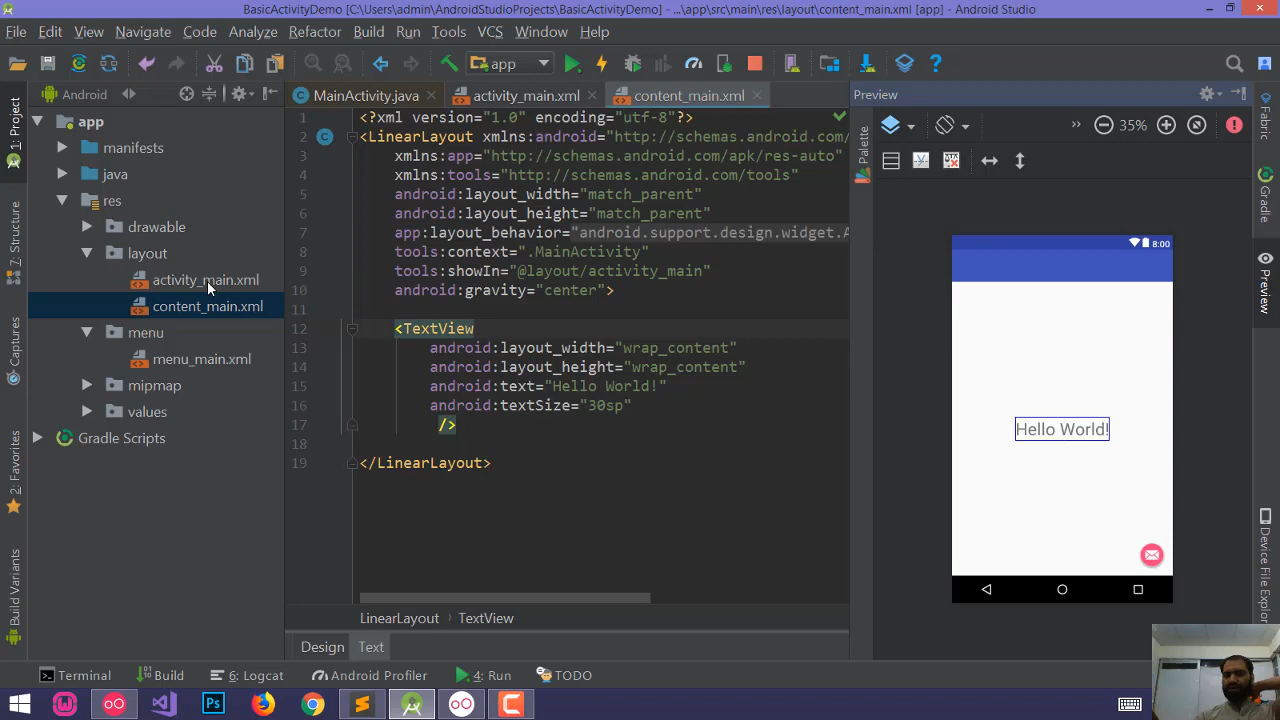 BasicActivityDemo [C:\Users\admin\AndroidStudioProjects\BasicActivityDemo] - ...\app\src\main\res\layout\content_main.xml [app] - Android Studio
File Edit View Navigate Code Analyze Refactor Build Run Tools VCS Window Help
app
Android
MainActivity.java
activity_main.xml
content_main.xml
Preview
1: Project
7: Structure
Captures
2: Favorites
Build Variants
app
manifests
java
res
drawable
layout
activity_main.xml
content_main.xml
menu
menu_main.xml
mipmap
values
Gradle Scripts
1 <?xml version="1.0" encoding="utf-8"?>
2 <LinearLayout xmlns:android="http://schemas.android.com/
3 xmlns:app="http://schemas.android.com/apk/res-auto"
4 xmlns:tools="http://schemas.android.com/tools"
5 android:layout_width="match_parent"
6 android:layout_height="match_parent"
7 app:layout_behavior="android.support.design.widget.A
8 tools:context=".MainActivity"
9 tools:showIn="@layout/activity_main"
10 android:gravity="center">
11
12 <TextView
13 android:layout_width="wrap_content"
14 android:layout_height="wrap_content"
15 android:text="Hello World!"
16 android:textSize="30sp"
17 />
18
19 </LinearLayout>
LinearLayout › TextView
Design Text
Palette
» 35%
8:00
Hello World!
Fabric
Gradle
Preview
Device File Explor
Terminal Build 6: Logcat Android Profiler 4: Run TODO
Ps